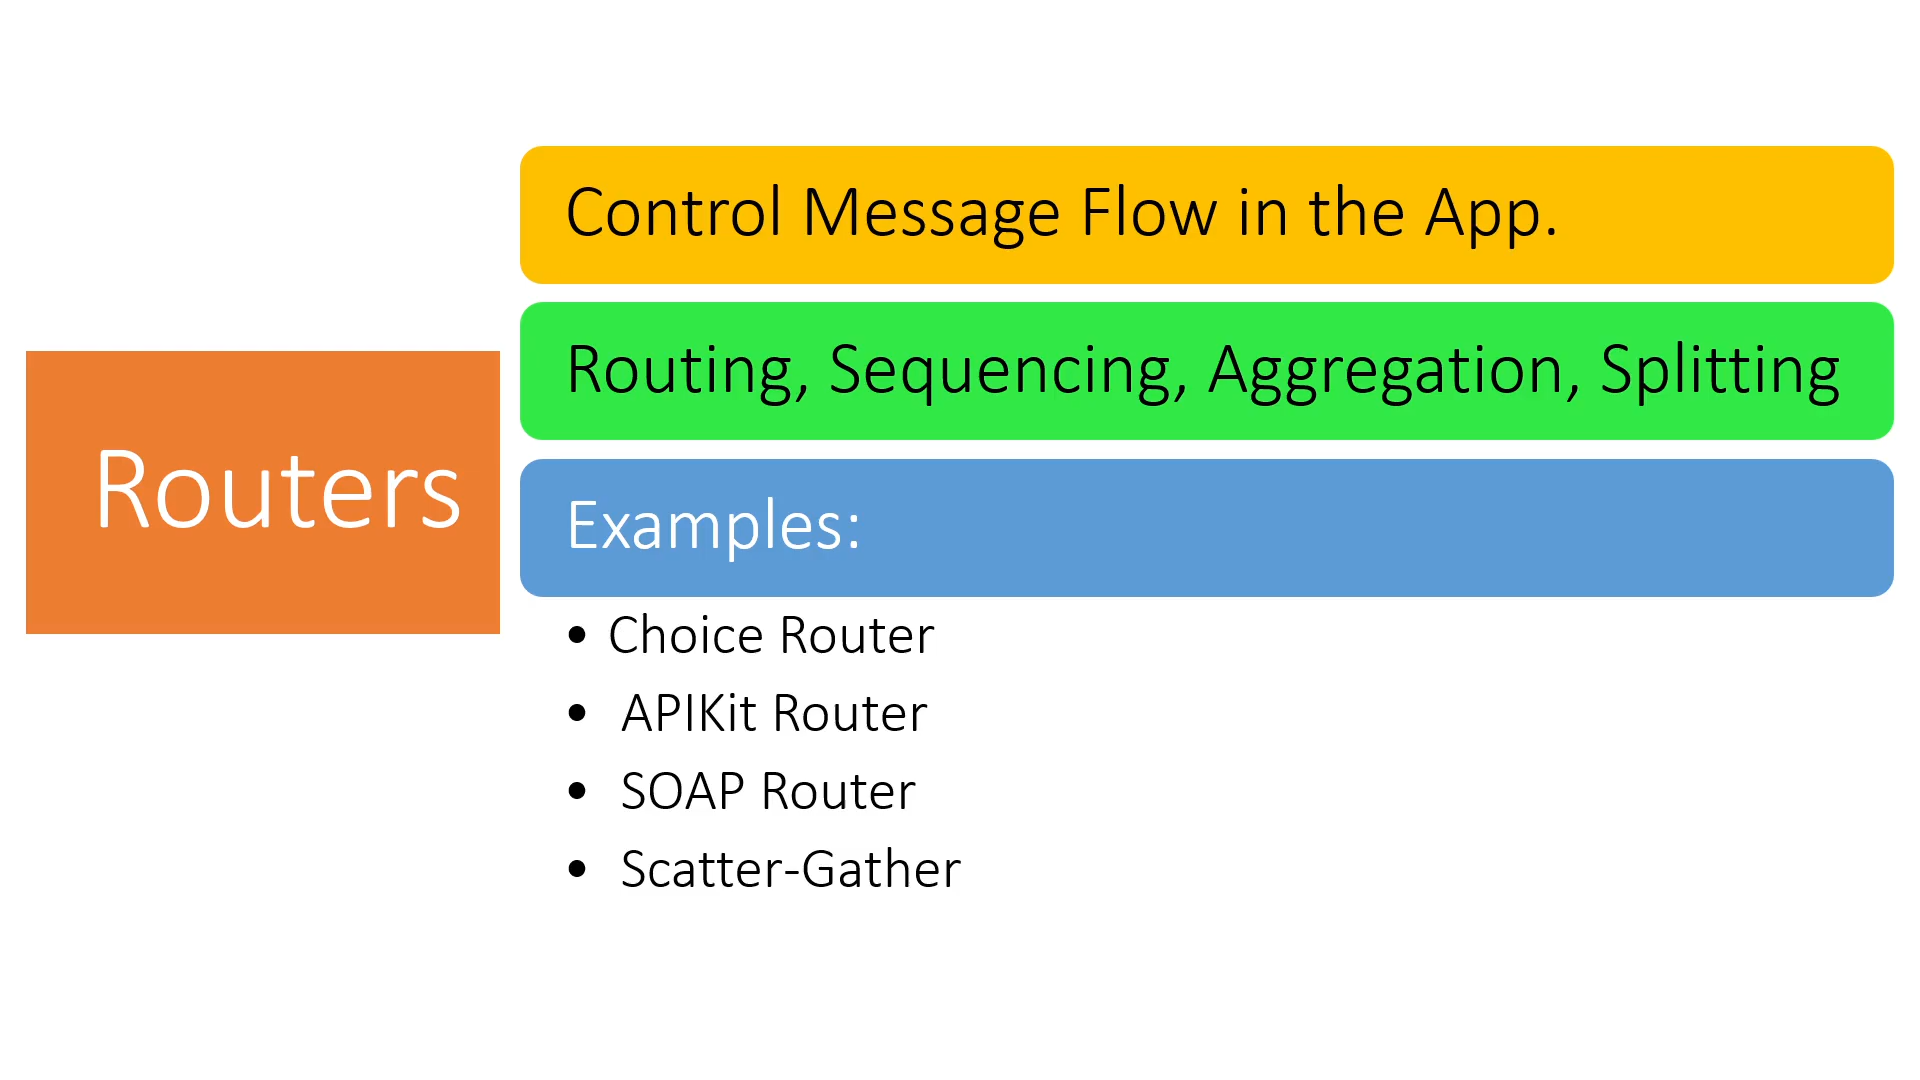 Routers
Control Message Flow in the App.
Routing, Sequencing, Aggregation, Splitting
Examples:
• Choice Router
• APIKit Router
• SOAP Router
• Scatter-Gather